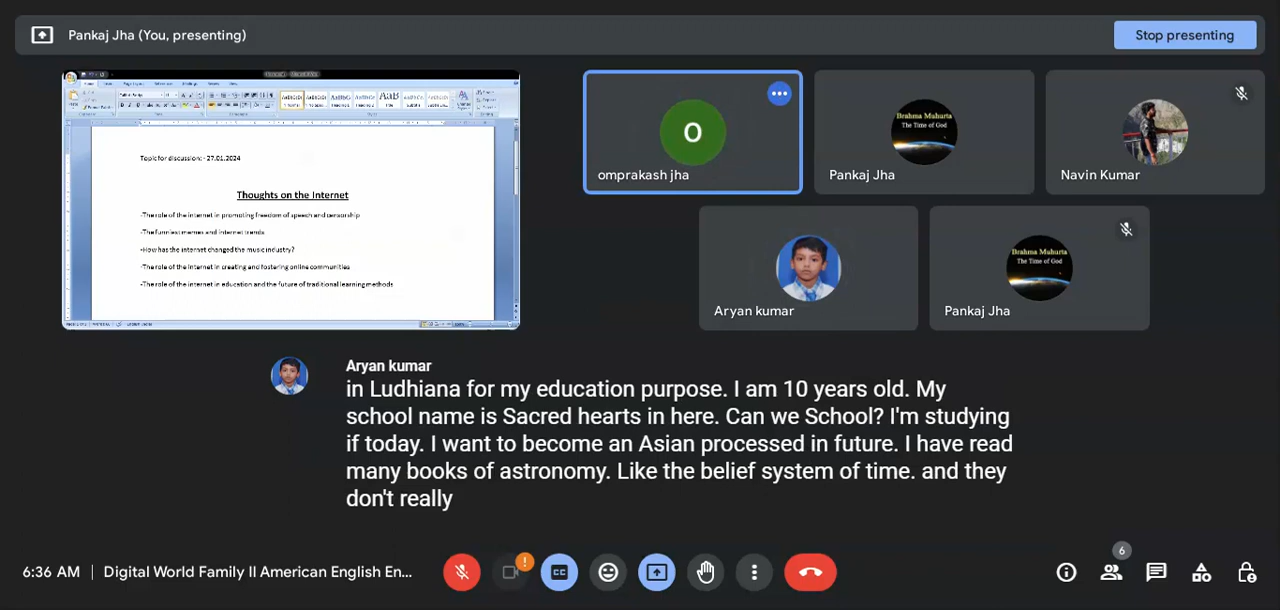 Pankaj Jha (You, presenting)
Stop presenting
Topic for discussion: - 27.01.2024
Thoughts on the Internet
-The role of the internet in promoting freedom of speech and censorship
-The funniest memes and internet trends
-How has the internet changed the music industry?
-The role of the internet in creating and fostering online communities
-The role of the internet in education and the future of traditional learning methods
O
omprakash jha
Brahma Muhurta
The Time of God
Pankaj Jha
Navin Kumar
Aryan kumar
Brahma Muhurta
The Time of God
Pankaj Jha
Aryan kumar
in Ludhiana for my education purpose. I am 10 years old. My
school name is Sacred hearts in here. Can we School? I'm studying
if today. I want to become an Asian processed in future. I have read
many books of astronomy. Like the belief system of time. and they
don't really
6:36 AM | Digital World Family II American English En...
CC
6